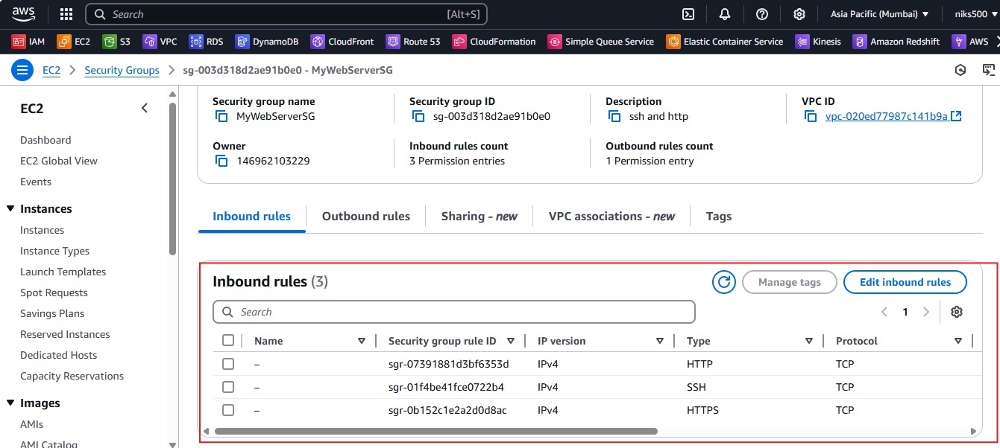 aws Search [Alt+S] Asia Pacific (Mumbai) niks500
IAM EC2 S3 VPC RDS DynamoDB CloudFront Route 53 CloudFormation Simple Queue Service Elastic Container Service Kinesis Amazon Redshift AWS
EC2 Security Groups sg-003d318d2ae91b0e0 - MyWebServerSG
EC2
Dashboard
EC2 Global View
Events
Instances
Instances
Instance Types
Launch Templates
Spot Requests
Savings Plans
Reserved Instances
Dedicated Hosts
Capacity Reservations
Images
AMIs
AMI Catalog
Security group name Security group ID Description VPC ID
MyWebServerSG sg-003d318d2ae91b0e0 ssh and http vpc-020ed77987c141b9a
Owner Inbound rules count Outbound rules count
146962103229 3 Permission entries 1 Permission entry
Inbound rules Outbound rules Sharing - new VPC associations - new Tags
Inbound rules (3) Manage tags Edit inbound rules
Search 1
Name Security group rule ID IP version Type Protocol
– sgr-07391881d3bf6353d IPv4 HTTP TCP
– sgr-01f4be41fce0722b4 IPv4 SSH TCP
– sgr-0b152c1e2a2d0d8ac IPv4 HTTPS TCP